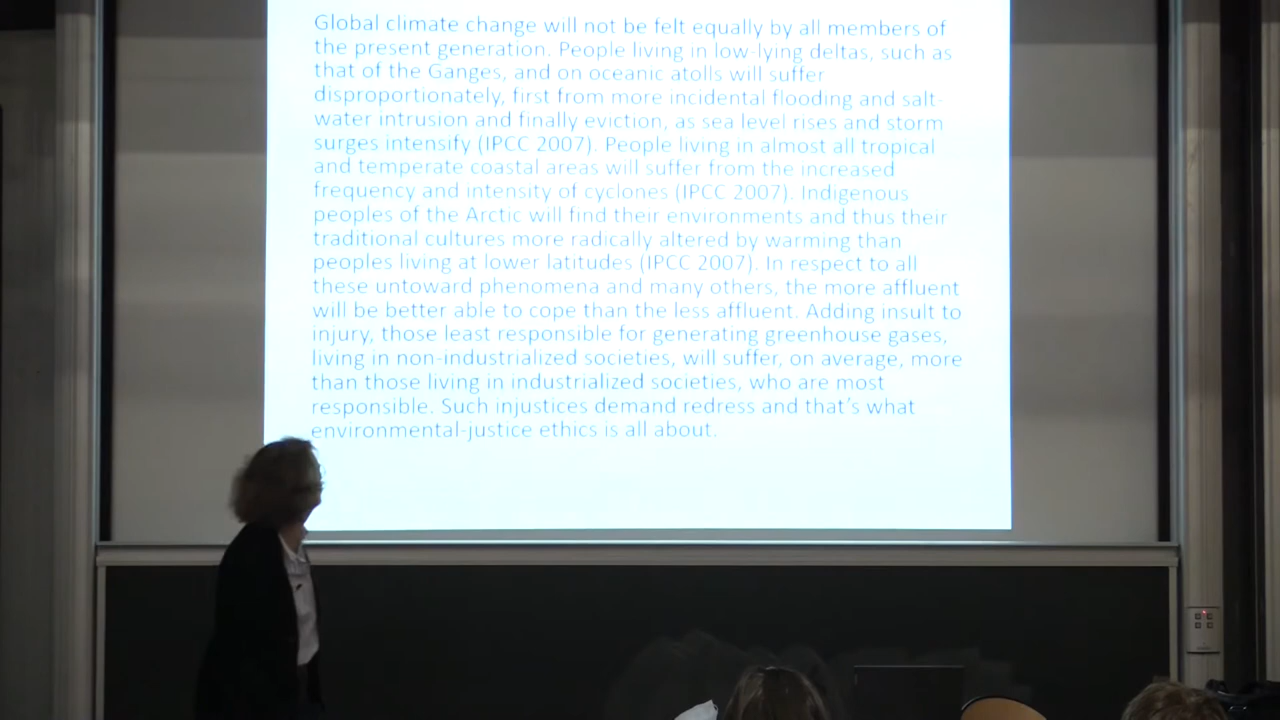 Global climate change will not be felt equally by all members of
the present generation. People living in low-lying deltas, such as
that of the Ganges, and on oceanic atolls will suffer
disproportionately, first from more incidental flooding and salt-
water intrusion and finally eviction, as sea level rises and storm
surges intensify (IPCC 2007). People living in almost all tropical
and temperate coastal areas will suffer from the increased
frequency and intensity of cyclones (IPCC 2007). Indigenous
peoples of the Arctic will find their environments and thus their
traditional cultures more radically altered by warming than
peoples living at lower latitudes (IPCC 2007). In respect to all
these untoward phenomena and many others, the more affluent
will be better able to cope than the less affluent. Adding insult to
injury, those least responsible for generating greenhouse gases,
living in non-industrialized societies, will suffer, on average, more
than those living in industrialized societies, who are most
responsible. Such injustices demand redress and that's what
environmental-justice ethics is all about.